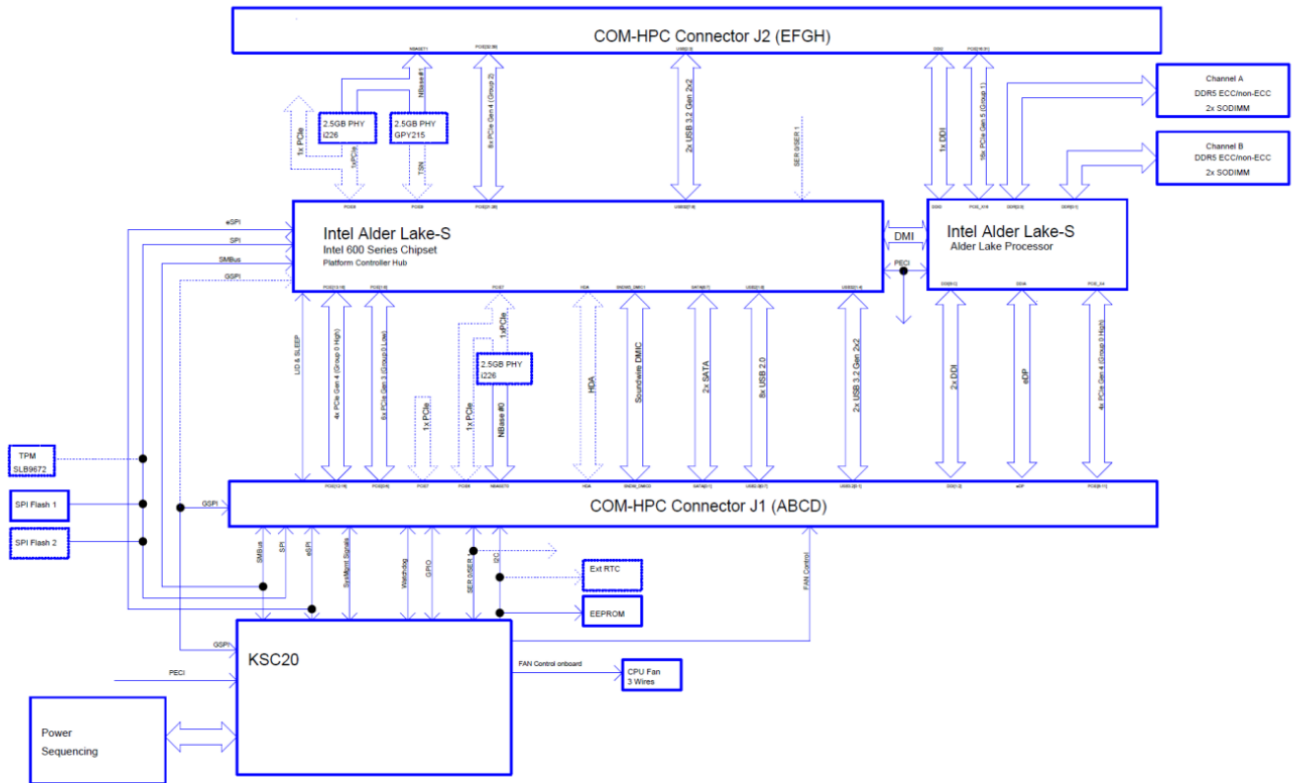 COM-HPC Connector J2 (EFGH)
Channel A
DDR5 ECC/non-ECC
2x SODIMM
Channel B
DDR5 ECC/non-ECC
2x SODIMM
NBase#1
8x PCIe Gen 4 (Group 2)
2x USB 3.2 Gen 2x2
SER 0/SER 1
1x DDI
16x PCIe Gen 5 (Group 1)
1x PCIe
2.5GB PHY
i226
2.5GB PHY
GPY215
1xPCIe
TSN
Intel Alder Lake-S
Intel 600 Series Chipset
Platform Controller Hub
DMI
PECI
Intel Alder Lake-S
Alder Lake Processor
eSPI
SPI
SMBus
GSPI
LID & SLEEP
4x PCIe Gen 4 (Group 0 High)
6x PCIe Gen 3 (Group 0 Low)
1x PCIe
1x PCIe
1xPCIe
2.5GB PHY
i226
NBase #0
HDA
Soundwire DMIC
2x SATA
8x USB 2.0
2x USB 3.2 Gen 2x2
2x DDI
eDP
4x PCIe Gen 4 (Group 0 High)
TPM
SLB9672
SPI Flash 1
SPI Flash 2
GSPI
COM-HPC Connector J1 (ABCD)
SMBus
SPI
eSPI
SysMgmt Signals
Watchdog
GPIO
SER 0/SER 1
I2C
FAN Control
Ext RTC
EEPROM
GSPI
KSC20
PECI
FAN Control onboard
CPU Fan
3 Wires
Power
Sequencing